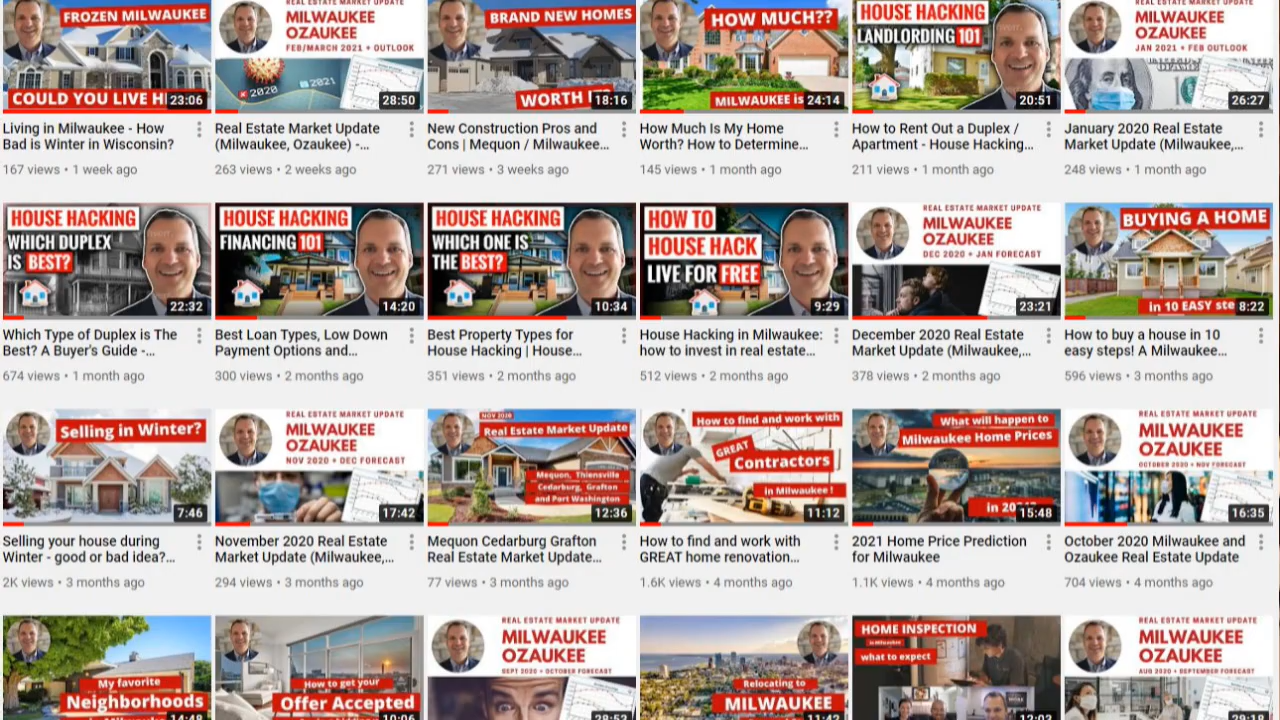 FROZEN MILWAUKEE
COULD YOU LIVE H
23:06
Living in Milwaukee - How
Bad is Winter in Wisconsin?
167 views • 1 week ago
REAL ESTATE MARKET UPDATE
MILWAUKEE
OZAUKEE
FEB/MARCH 2021 + OUTLOOK
2020
2021
28:50
Real Estate Market Update
(Milwaukee, Ozaukee) -...
263 views • 2 weeks ago
BRAND NEW HOMES
WORTH I
18:16
New Construction Pros and
Cons | Mequon / Milwaukee...
271 views • 3 weeks ago
HOW MUCH??
MILWAUKEE is
24:14
How Much Is My Home
Worth? How to Determine...
145 views • 1 month ago
HOUSE HACKING
LANDLORDING 101
20:51
How to Rent Out a Duplex /
Apartment - House Hacking...
211 views • 1 month ago
REAL ESTATE MARKET UPDATE
MILWAUKEE
OZAUKEE
JAN 2021 + FEB OUTLOOK
26:27
January 2020 Real Estate
Market Update (Milwaukee,...
248 views • 1 month ago
HOUSE HACKING
WHICH DUPLEX
IS BEST?
22:32
Which Type of Duplex is The
Best? A Buyer's Guide -...
674 views • 1 month ago
HOUSE HACKING
FINANCING 101
14:20
Best Loan Types, Low Down
Payment Options and...
300 views • 2 months ago
HOUSE HACKING
WHICH ONE IS
THE BEST?
10:34
Best Property Types for
House Hacking | House...
351 views • 2 months ago
HOW TO
HOUSE HACK
LIVE FOR FREE
9:29
House Hacking in Milwaukee:
how to invest in real estate...
512 views • 2 months ago
REAL ESTATE MARKET UPDATE
MILWAUKEE
OZAUKEE
DEC 2020 + JAN FORECAST
23:21
December 2020 Real Estate
Market Update (Milwaukee,...
378 views • 2 months ago
BUYING A HOME
in 10 EASY ste
8:22
How to buy a house in 10
easy steps! A Milwaukee...
596 views • 3 months ago
Selling in Winter?
7:46
Selling your house during
Winter - good or bad idea?...
2K views • 3 months ago
REAL ESTATE MARKET UPDATE
MILWAUKEE
OZAUKEE
NOV 2020 + DEC FORECAST
17:42
November 2020 Real Estate
Market Update (Milwaukee,...
294 views • 3 months ago
NOV 2020
Real Estate Market Update
Mequon, Thiensville
Cedarburg, Grafton
and Port Washington
12:36
Mequon Cedarburg Grafton
Real Estate Market Update...
77 views • 3 months ago
How to find and work with
GREAT
Contractors
in Milwaukee !
11:12
How to find and work with
GREAT home renovation...
1.6K views • 4 months ago
What will happen to
Milwaukee Home Prices
in 20
15:48
2021 Home Price Prediction
for Milwaukee
1.1K views • 4 months ago
REAL ESTATE MARKET UPDATE
MILWAUKEE
OZAUKEE
OCTOBER 2020 + NOV FORECAST
16:35
October 2020 Milwaukee and
Ozaukee Real Estate Update
704 views • 4 months ago
My favorite
Neighborhoods
14:48
How to get your
Offer Accepted
10:06
REAL ESTATE MARKET UPDATE
MILWAUKEE
OZAUKEE
SEPT 2020 + OCTOBER FORECAST
28:53
Relocating to
MILWAUKEE
11:42
HOME INSPECTION
in Milwaukee
what to expect
12:02
REAL ESTATE MARKET UPDATE
MILWAUKEE
OZAUKEE
AUG 2020 + SEPTEMBER FORECAST
29:18